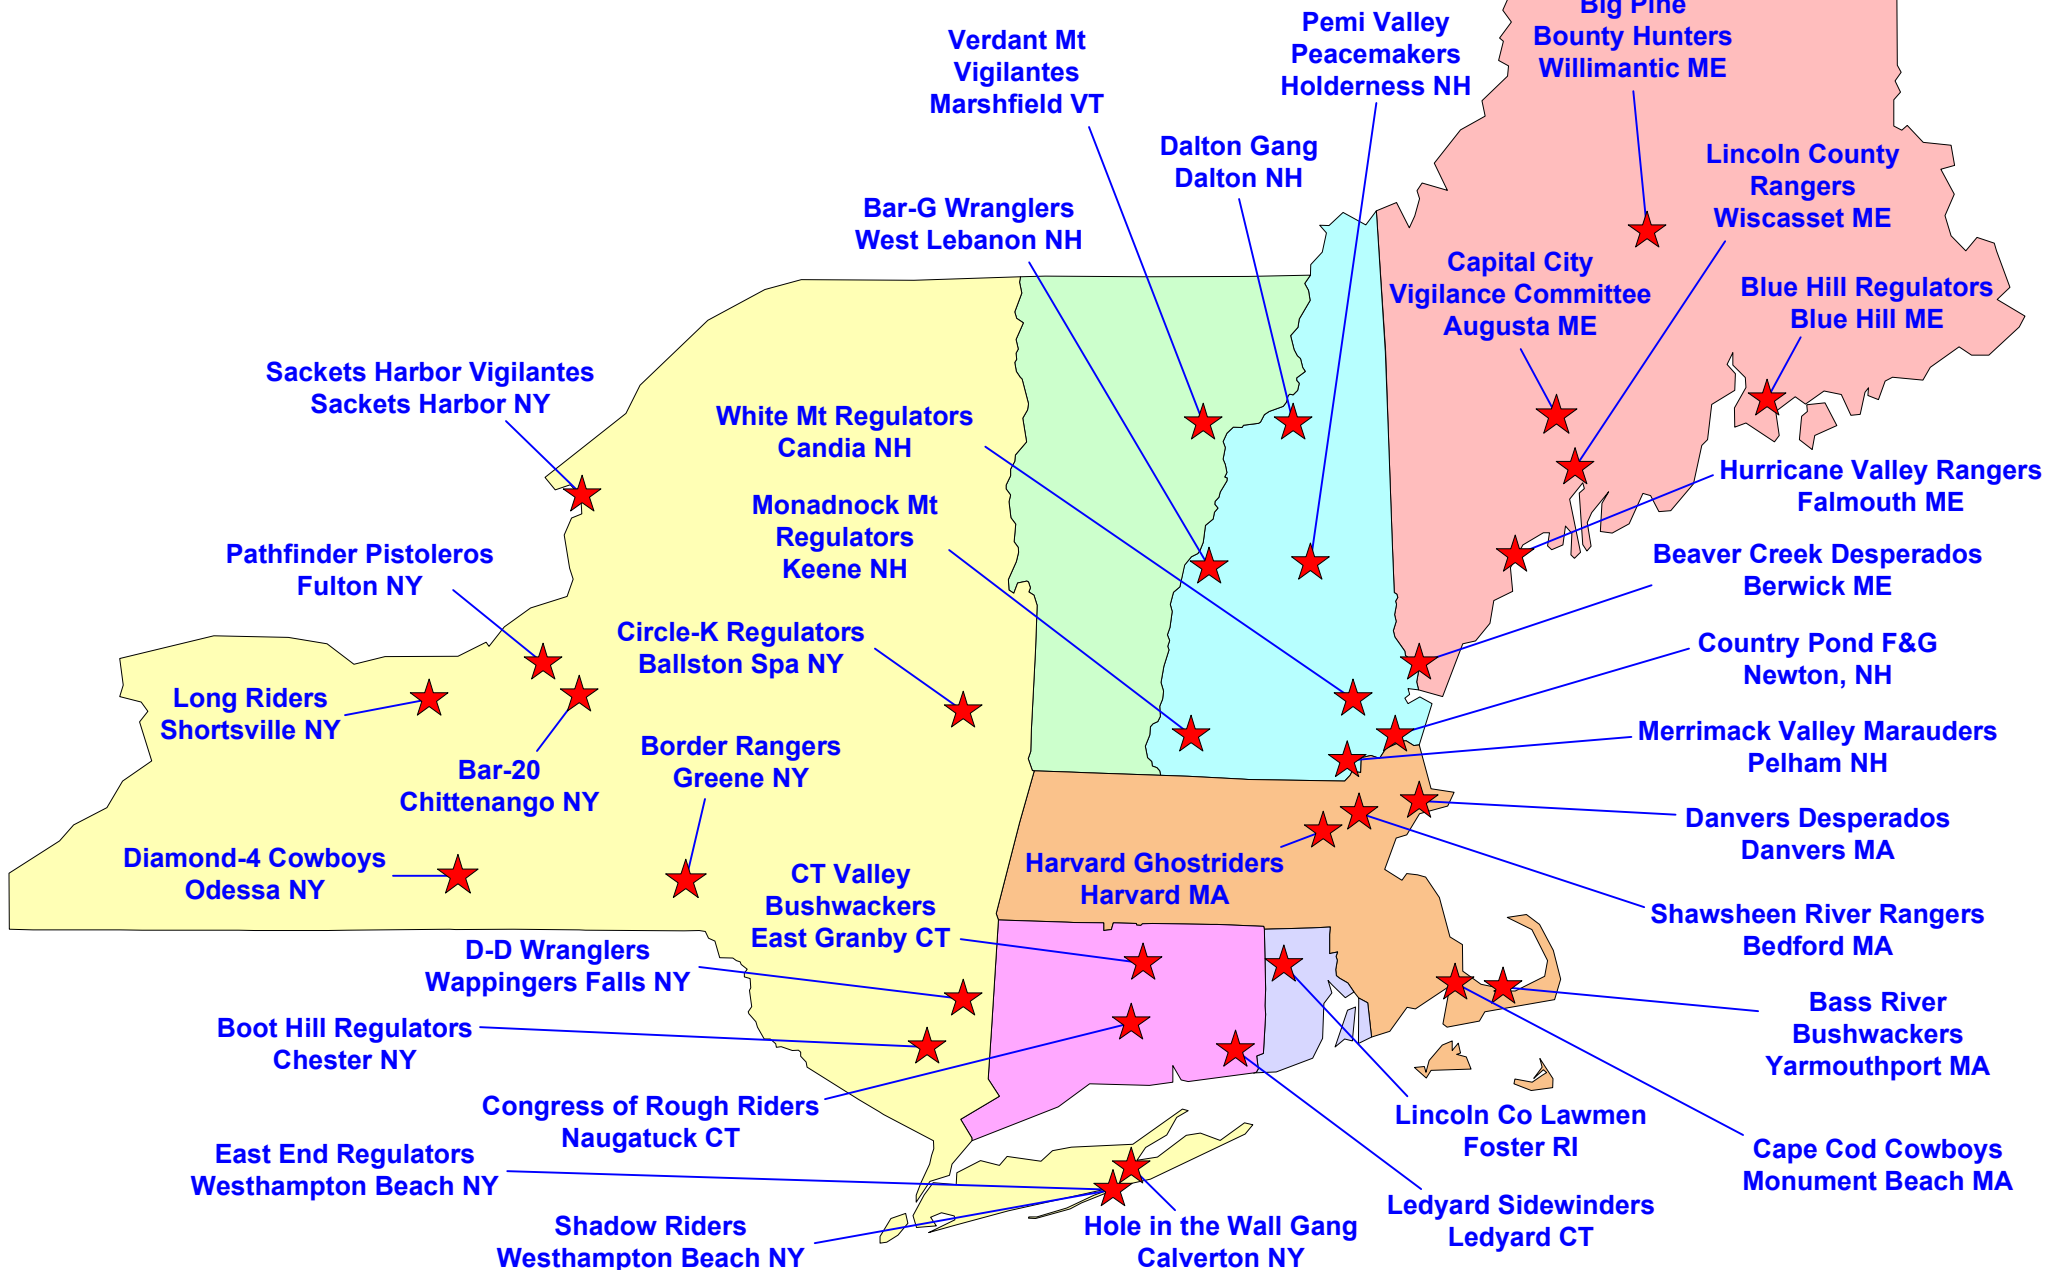 Big Pine
Bounty Hunters
Willimantic ME
Pemi Valley
Peacemakers
Holderness NH
Verdant Mt
Vigilantes
Marshfield VT
Dalton Gang
Dalton NH
Lincoln County
Rangers
Wiscasset ME
Bar-G Wranglers
West Lebanon NH
Capital City
Vigilance Committee
Augusta ME
Blue Hill Regulators
Blue Hill ME
Sackets Harbor Vigilantes
Sackets Harbor NY
White Mt Regulators
Candia NH
Hurricane Valley Rangers
Falmouth ME
Monadnock Mt
Regulators
Keene NH
Pathfinder Pistoleros
Fulton NY
Beaver Creek Desperados
Berwick ME
Circle-K Regulators
Ballston Spa NY
Country Pond F&G
Newton, NH
Long Riders
Shortsville NY
Merrimack Valley Marauders
Pelham NH
Border Rangers
Greene NY
Bar-20
Chittenango NY
Danvers Desperados
Danvers MA
Diamond-4 Cowboys
Odessa NY
Harvard Ghostriders
Harvard MA
CT Valley
Bushwackers
East Granby CT
Shawsheen River Rangers
Bedford MA
D-D Wranglers
Wappingers Falls NY
Bass River
Bushwackers
Yarmouthport MA
Boot Hill Regulators
Chester NY
Congress of Rough Riders
Naugatuck CT
Lincoln Co Lawmen
Foster RI
Cape Cod Cowboys
Monument Beach MA
East End Regulators
Westhampton Beach NY
Ledyard Sidewinders
Ledyard CT
Shadow Riders
Westhampton Beach NY
Hole in the Wall Gang
Calverton NY